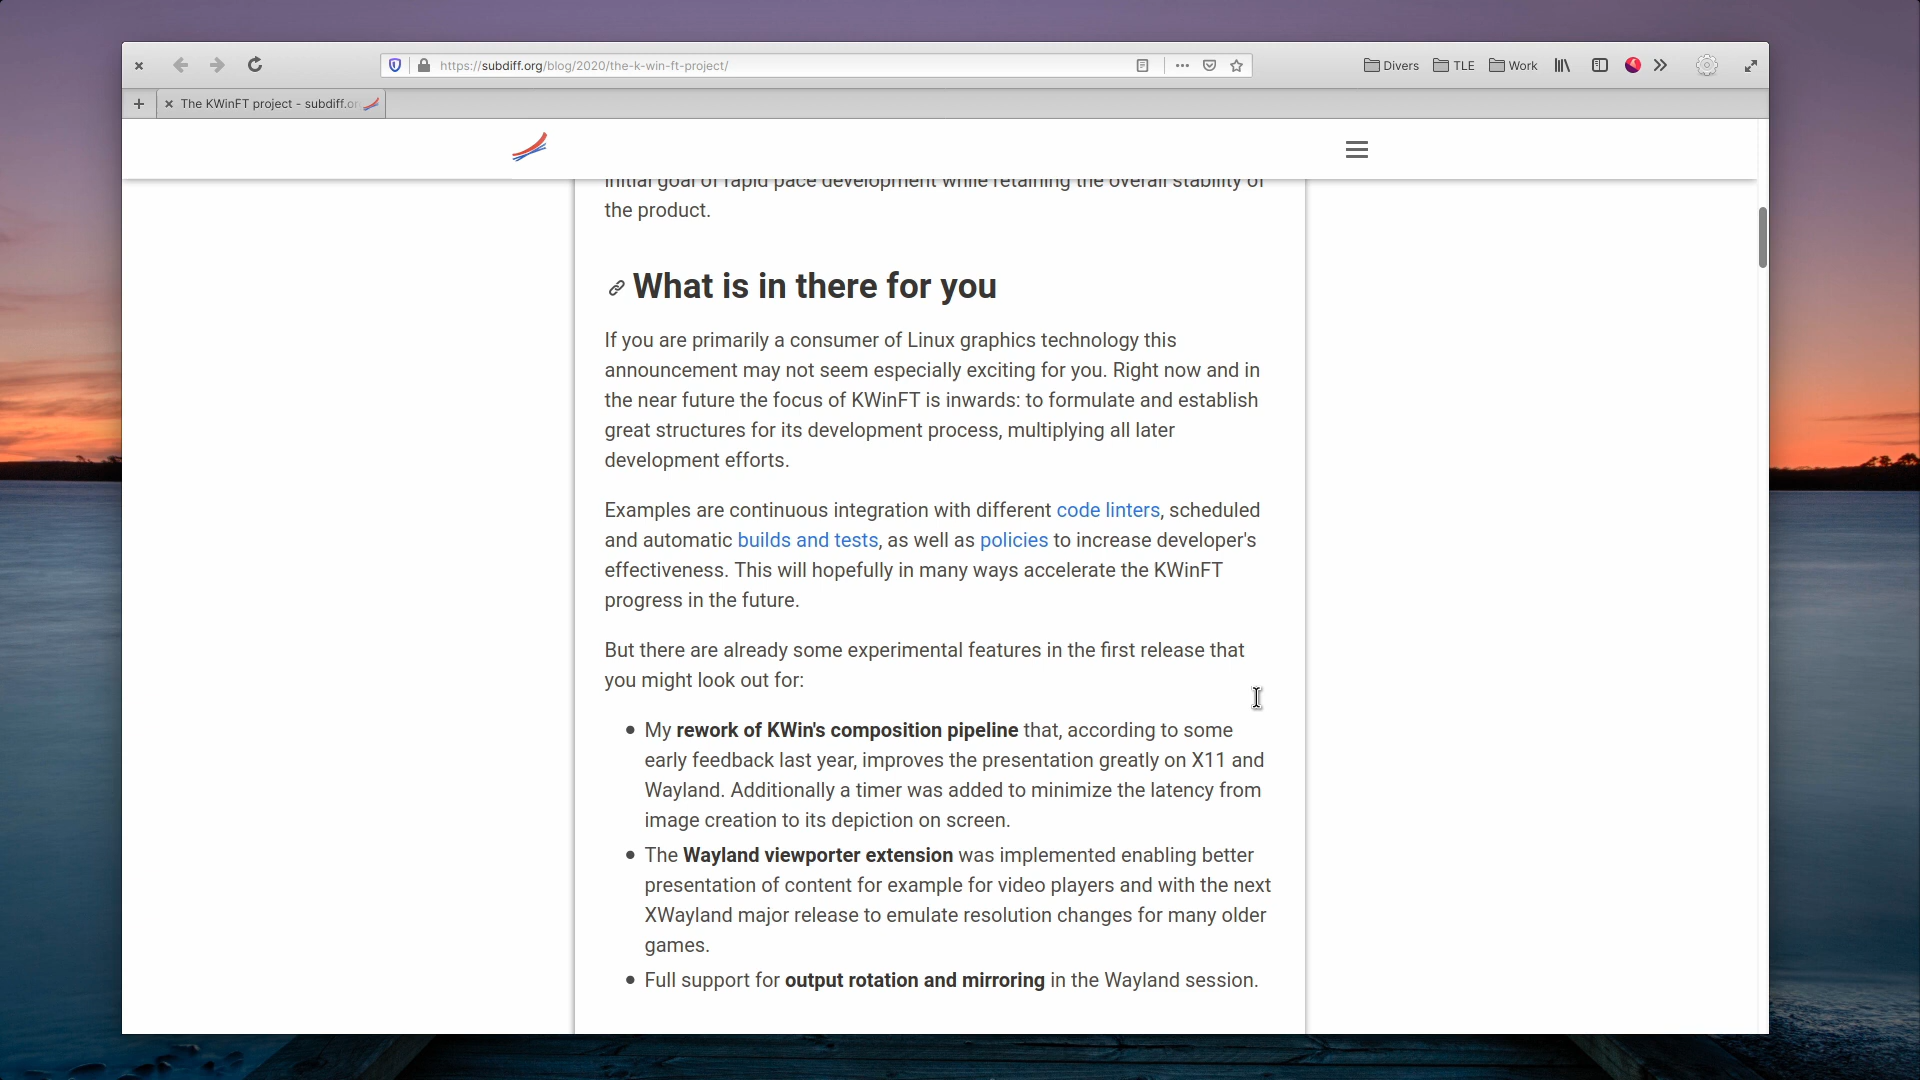 https://subdiff.org/blog/2020/the-k-win-ft-project/
Divers TLE Work
The KWinFT project - subdiff.or
initial goal of rapid pace development while retaining the overall stability of
the product.
What is in there for you
If you are primarily a consumer of Linux graphics technology this
announcement may not seem especially exciting for you. Right now and in
the near future the focus of KWinFT is inwards: to formulate and establish
great structures for its development process, multiplying all later
development efforts.
Examples are continuous integration with different code linters, scheduled
and automatic builds and tests, as well as policies to increase developer's
effectiveness. This will hopefully in many ways accelerate the KWinFT
progress in the future.
But there are already some experimental features in the first release that
you might look out for:
My rework of KWin's composition pipeline that, according to some
early feedback last year, improves the presentation greatly on X11 and
Wayland. Additionally a timer was added to minimize the latency from
image creation to its depiction on screen.
The Wayland viewporter extension was implemented enabling better
presentation of content for example for video players and with the next
XWayland major release to emulate resolution changes for many older
games.
Full support for output rotation and mirroring in the Wayland session.